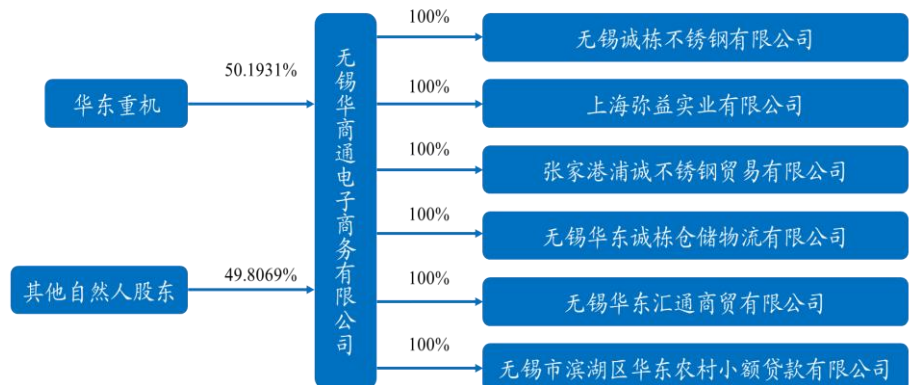 华东重机
其他自然人股东
50.1931%
49.8069%
无锡华商通电子商务有限公司
100%
无锡诚栋不锈钢有限公司
100%
上海弥益实业有限公司
100%
张家港浦诚不锈钢贸易有限公司
100%
无锡华东诚栋仓储物流有限公司
100%
无锡华东汇通商贸有限公司
100%
无锡市滨湖区华东农村小额贷款有限公司